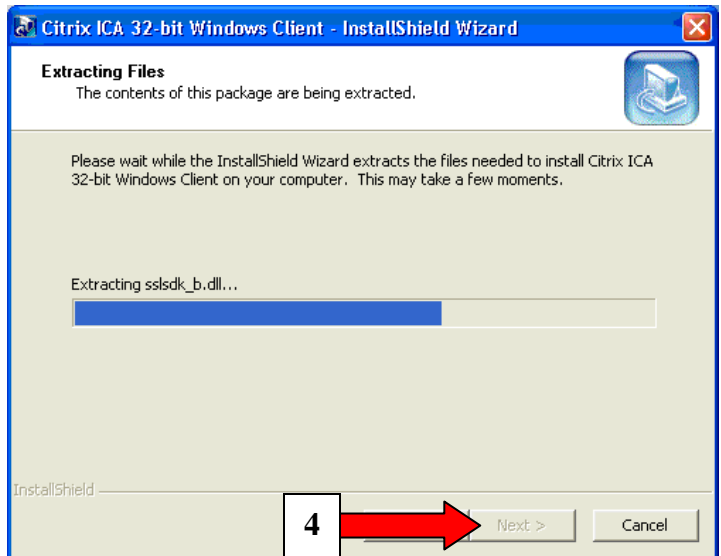 Citrix ICA 32-bit Windows Client - InstallShield Wizard
Extracting Files
The contents of this package are being extracted.
Please wait while the InstallShield Wizard extracts the files needed to install Citrix ICA
32-bit Windows Client on your computer.  This may take a few moments.
Extracting sslsdk_b.dll...
InstallShield
4
Next >
Cancel